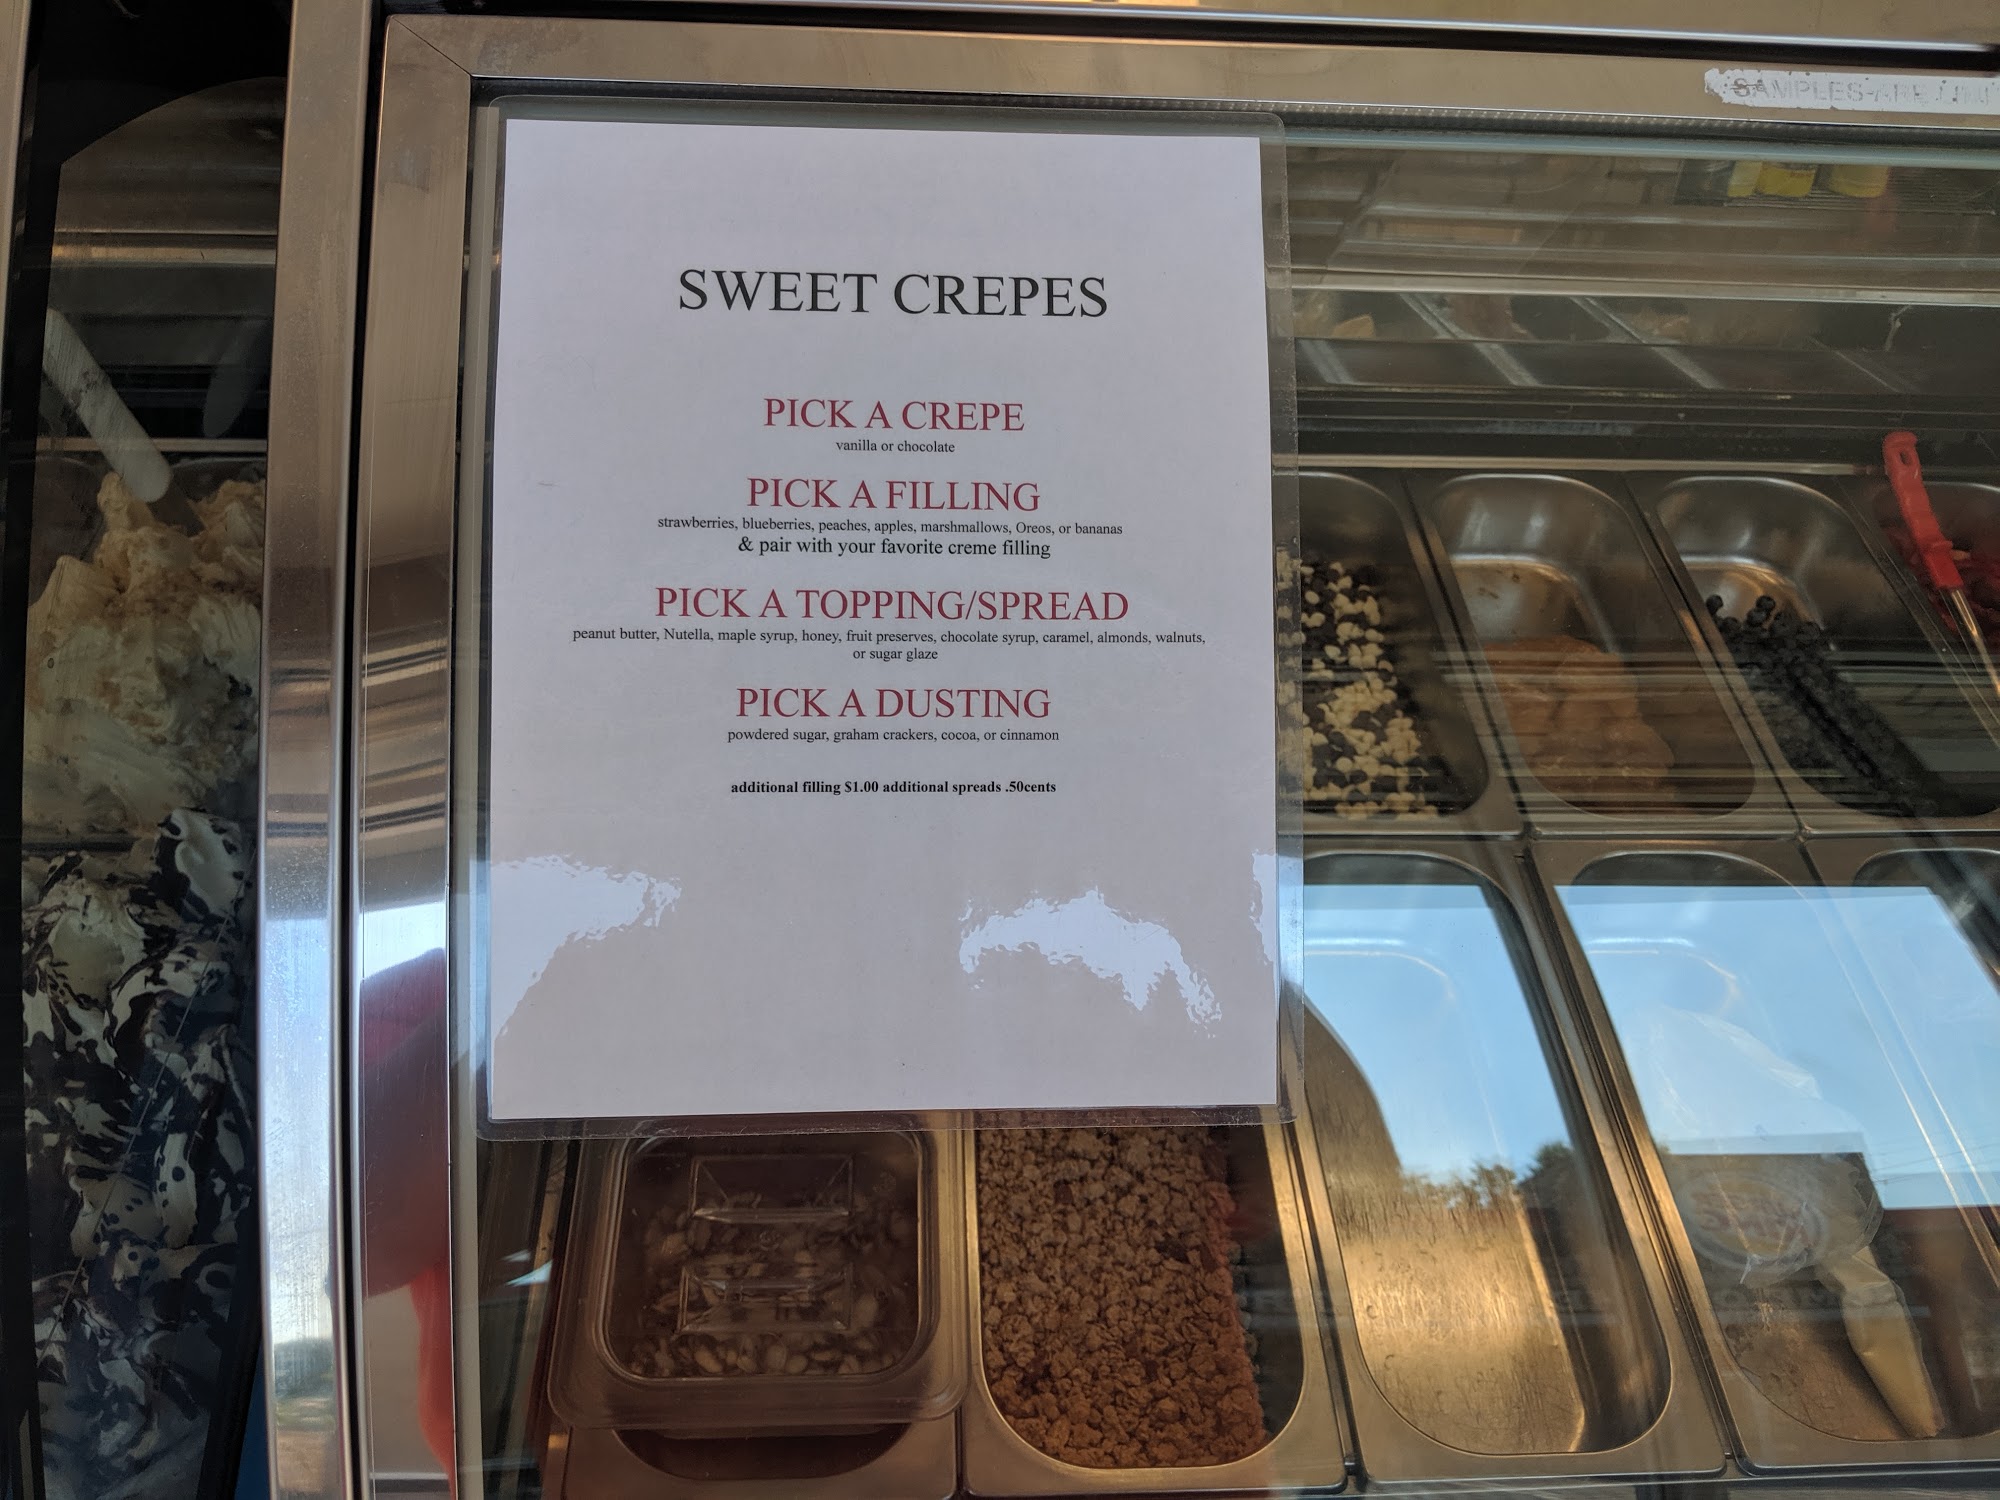 SAMPLES ARE
SWEET CREPES
PICK A CREPE
vanilla or chocolate
PICK A FILLING
strawberries, blueberries, peaches, apples, marshmallows, Oreos, or bananas
& pair with your favorite creme filling
PICK A TOPPING/SPREAD
peanut butter, Nutella, maple syrup, honey, fruit preserves, chocolate syrup, caramel, almonds, walnuts,
or sugar glaze
PICK A DUSTING
powdered sugar, graham crackers, cocoa, or cinnamon
additional filling $1.00 additional spreads .50cents